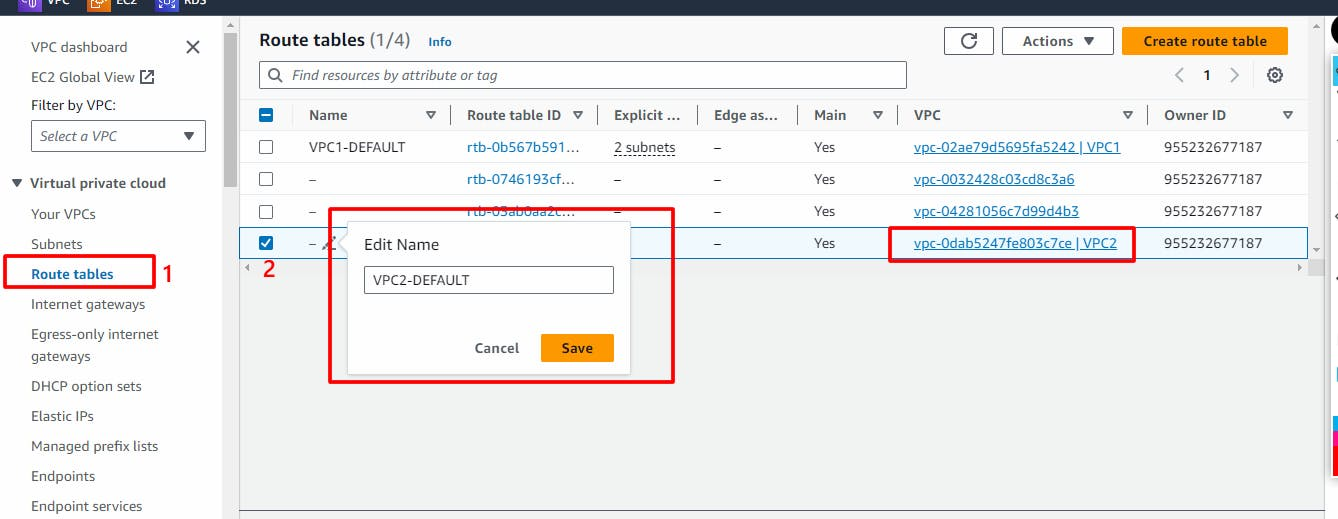 VPC EC2 RDS
VPC dashboard
EC2 Global View
Filter by VPC:
Select a VPC
Virtual private cloud
Your VPCs
Subnets
Route tables 1
Internet gateways
Egress-only internet
gateways
DHCP option sets
Elastic IPs
Managed prefix lists
Endpoints
Endpoint services
Route tables (1/4) Info
Actions Create route table
Find resources by attribute or tag
1
Name Route table ID Explicit ... Edge as... Main VPC Owner ID
VPC1-DEFAULT rtb-0b567b591... 2 subnets – Yes vpc-02ae79d5695fa5242 | VPC1 955232677187
– rtb-0746193cf... – – Yes vpc-0032428c03cd8c3a6 955232677187
– rtb-03ab0aa2c... – – Yes vpc-04281056c7d99d4b3 955232677187
– – Yes vpc-0dab5247fe803c7ce | VPC2 955232677187
2
Edit Name
VPC2-DEFAULT
Cancel Save